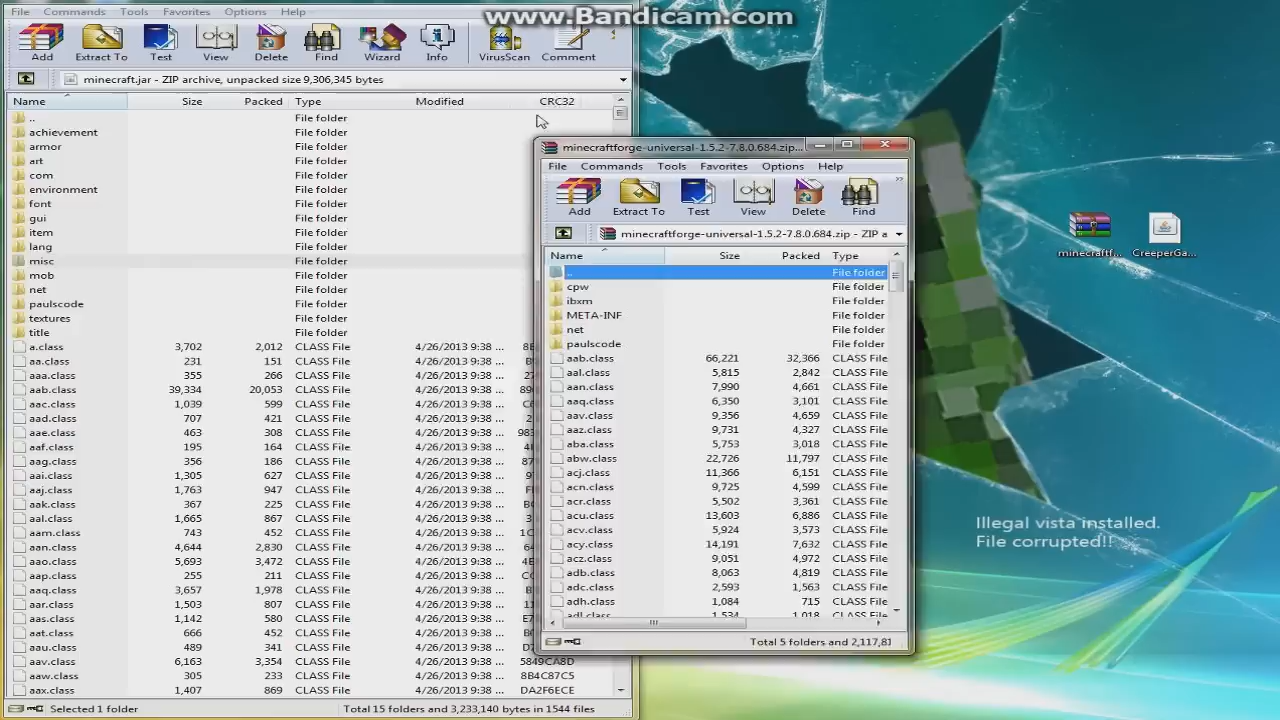 www.Bandicam.com
File Commands Tools Favorites Options Help
Add Extract To Test View Delete Find Wizard Info VirusScan Comment
minecraft.jar - ZIP archive, unpacked size 9,306,345 bytes
Name Size Packed Type Modified CRC32
.. File folder
achievement File folder
armor File folder
art File folder
com File folder
environment File folder
font File folder
gui File folder
item File folder
lang File folder
misc File folder
mob File folder
net File folder
paulscode File folder
textures File folder
title File folder
a.class 3,702 2,012 CLASS File 4/26/2013 9:38 ...
aa.class 231 151 CLASS File 4/26/2013 9:38 ...
aaa.class 355 266 CLASS File 4/26/2013 9:38 ...
aab.class 39,334 20,053 CLASS File 4/26/2013 9:38 ...
aac.class 1,039 599 CLASS File 4/26/2013 9:38 ...
aad.class 707 421 CLASS File 4/26/2013 9:38 ...
aae.class 463 308 CLASS File 4/26/2013 9:38 ...
aaf.class 195 164 CLASS File 4/26/2013 9:38 ...
aag.class 356 186 CLASS File 4/26/2013 9:38 ...
aai.class 1,305 627 CLASS File 4/26/2013 9:38 ...
aaj.class 1,763 947 CLASS File 4/26/2013 9:38 ...
aak.class 367 225 CLASS File 4/26/2013 9:38 ...
aal.class 1,665 867 CLASS File 4/26/2013 9:38 ...
aam.class 743 452 CLASS File 4/26/2013 9:38 ...
aan.class 4,644 2,830 CLASS File 4/26/2013 9:38 ...
aao.class 5,693 3,472 CLASS File 4/26/2013 9:38 ...
aap.class 255 211 CLASS File 4/26/2013 9:38 ...
aaq.class 3,657 1,978 CLASS File 4/26/2013 9:38 ...
aar.class 1,503 807 CLASS File 4/26/2013 9:38 ...
aas.class 1,142 580 CLASS File 4/26/2013 9:38 ...
aat.class 666 452 CLASS File 4/26/2013 9:38 ...
aau.class 489 341 CLASS File 4/26/2013 9:38 ...
aav.class 6,163 3,354 CLASS File 4/26/2013 9:38 ... 5849CA8D
aaw.class 305 233 CLASS File 4/26/2013 9:38 ... 8B4C87C5
aax.class 1,407 869 CLASS File 4/26/2013 9:38 ... DA2F6ECE
Selected 1 folder Total 15 folders and 3,233,140 bytes in 1544 files
minecraftforge-universal-1.5.2-7.8.0.684.zip...
File Commands Tools Favorites Options Help
Add Extract To Test View Delete Find
minecraftforge-universal-1.5.2-7.8.0.684.zip - ZIP a
Name Size Packed Type
.. File folder
cpw File folder
ibxm File folder
META-INF File folder
net File folder
paulscode File folder
aab.class 66,221 32,366 CLASS File
aal.class 5,815 2,842 CLASS File
aan.class 7,990 4,661 CLASS File
aaq.class 6,350 3,101 CLASS File
aav.class 9,356 4,659 CLASS File
aaz.class 9,731 4,327 CLASS File
aba.class 5,753 3,018 CLASS File
abw.class 22,726 11,797 CLASS File
acj.class 11,366 6,151 CLASS File
acn.class 9,725 4,599 CLASS File
acr.class 5,502 3,361 CLASS File
acu.class 13,603 6,886 CLASS File
acv.class 5,924 3,573 CLASS File
acy.class 14,191 7,632 CLASS File
acz.class 9,051 4,972 CLASS File
adb.class 8,063 4,819 CLASS File
adc.class 2,593 1,563 CLASS File
adh.class 1,084 715 CLASS File
adl.class 1,534 1,018 CLASS File
Total 5 folders and 2,117,81
minecraftf...
CreeperGa...
Illegal vista installed.
File corrupted!!